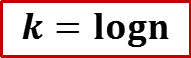 k = logn